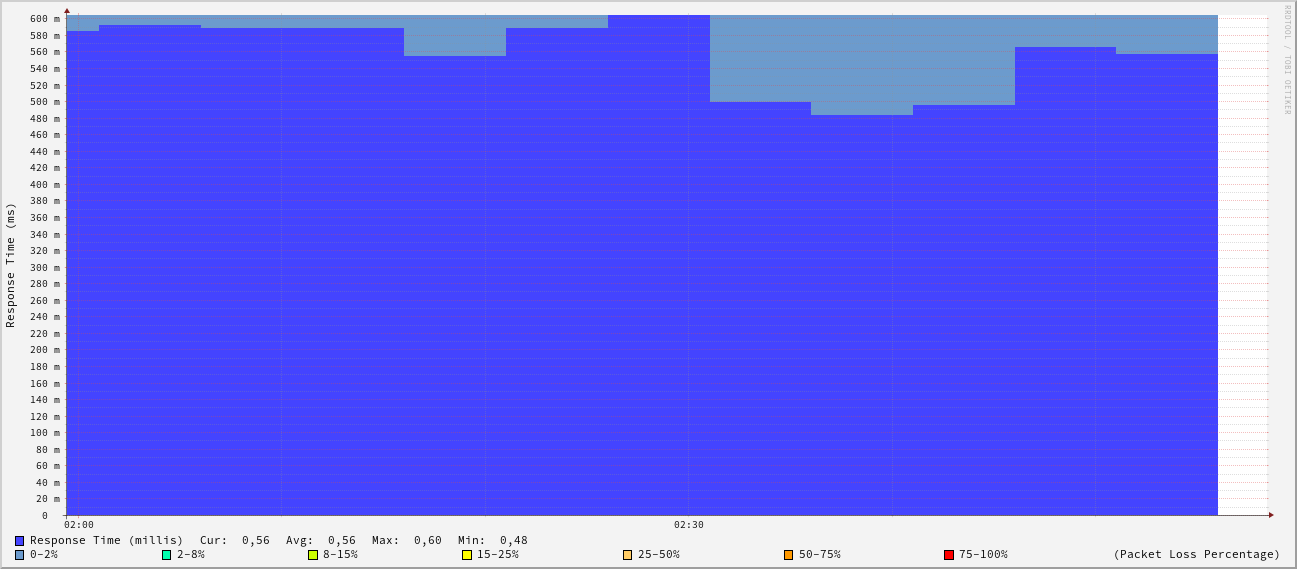 RRDTOOL / TOBI OETIKER
Response Time (ms)
600 m
580 m
560 m
540 m
520 m
500 m
480 m
460 m
440 m
420 m
400 m
380 m
360 m
340 m
320 m
300 m
280 m
260 m
240 m
220 m
200 m
180 m
160 m
140 m
120 m
100 m
80 m
60 m
40 m
20 m
0
02:00 02:30
Response Time (millis) Cur: 0,56 Avg: 0,56 Max: 0,60 Min: 0,48
0-2% 2-8% 8-15% 15-25% 25-50% 50-75% 75-100% (Packet Loss Percentage)